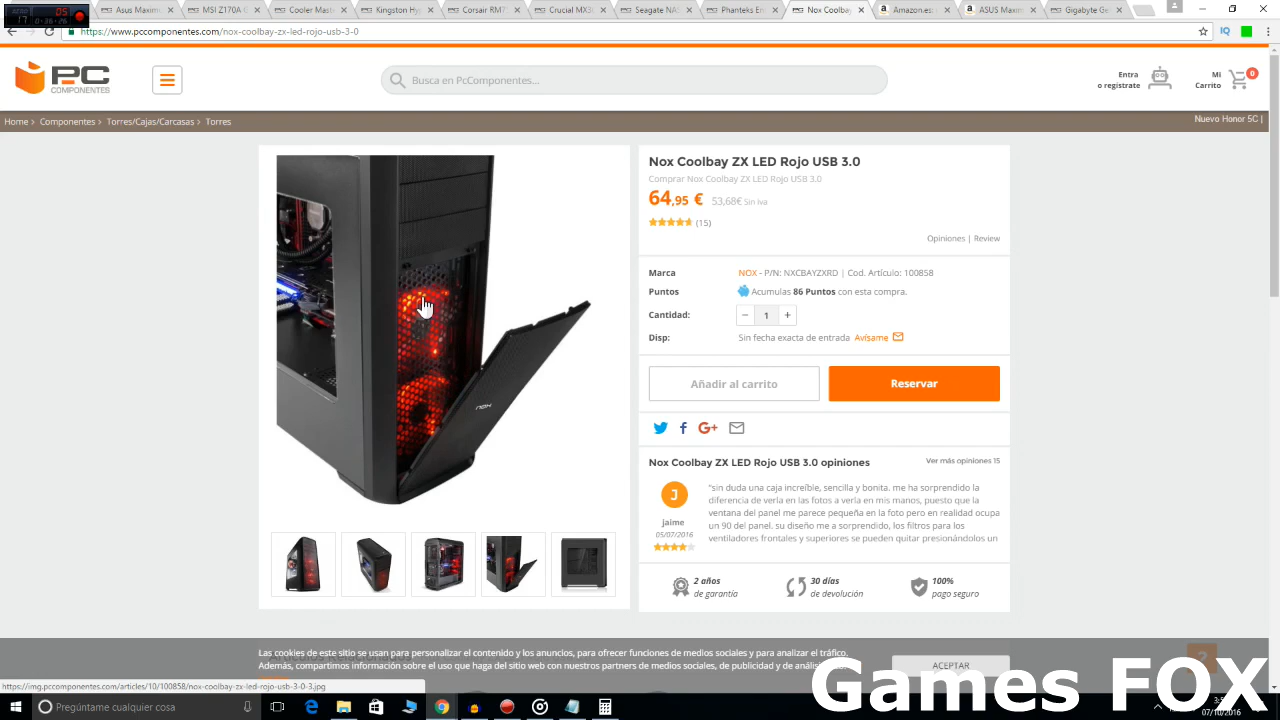 05
17
0:36:26
Asus Maximu
MSI Z170A G
Cooler Maste
Kingston Hy
Crucial MX3
Seagate NAS
Nox Coolbay
Amazon.es
ASUS Maxim
Gigabyte Ge
https://www.pccomponentes.com/nox-coolbay-zx-led-rojo-usb-3-0
IQ
PC
COMPONENTES
Busca en PcComponentes...
Entra
o registrate
Mi
Carrito
0
Home > Componentes > Torres/Cajas/Carcasas > Torres
Nuevo Honor 5C |
nox
Nox Coolbay ZX LED Rojo USB 3.0
Comprar Nox Coolbay ZX LED Rojo USB 3.0
64,95 € 53,68€ Sin iva
(15)
Opiniones | Review
Marca NOX - P/N: NXCBAYZXRD | Cod. Artículo: 100858
Puntos Acumulas 86 Puntos con esta compra.
Cantidad: − 1 +
Disp: Sin fecha exacta de entrada Avísame
Añadir al carrito
Reservar
Nox Coolbay ZX LED Rojo USB 3.0 opiniones
Ver más opiniones 15
J
jaime
05/07/2016
"sin duda una caja increíble, sencilla y bonita. me ha sorprendido la
diferencia de verla en las fotos a verla en mis manos, puesto que la
ventana del panel me parece pequeña en la foto pero en realidad ocupa
un 90 del panel. su diseño me a sorprendido, los filtros para los
ventiladores frontales y superiores se pueden quitar presionándolos un
2 años
de garantía
30 días
de devolución
100%
pago seguro
Las cookies de este sitio se usan para personalizar el contenido y los anuncios, para ofrecer funciones de medios sociales y para analizar el tráfico.
Además, compartimos información sobre el uso que haga del sitio web con nuestros partners de medios sociales, de publicidad y de análisis
ACEPTAR
?
https://img.pccomponentes.com/articles/10/100858/nox-coolbay-zx-led-rojo-usb-3-0-3.jpg
Games FOX
Pregúntame cualquier cosa
07/10/2016